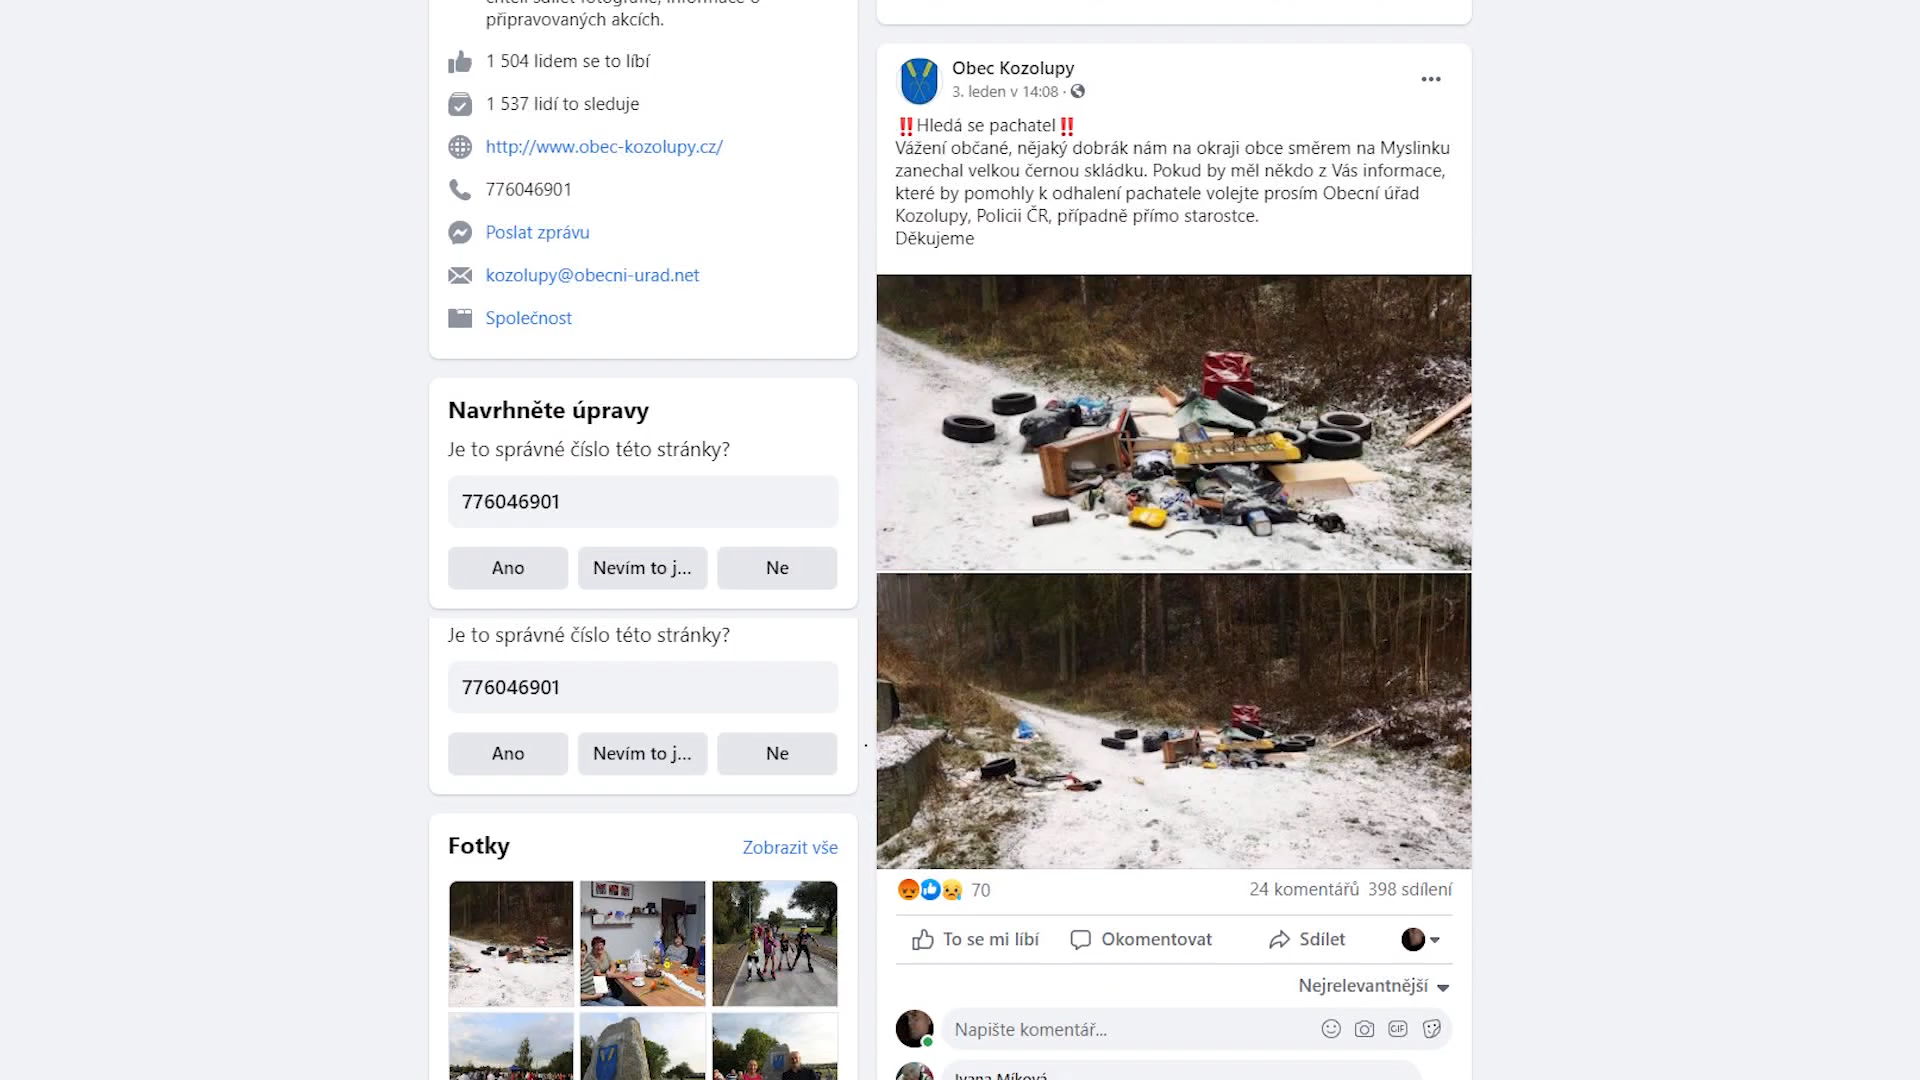 připravovaných akcích.
1 504 lidem se to líbí
1 537 lidí to sleduje
http://www.obec-kozolupy.cz/
776046901
Poslat zprávu
kozolupy@obecni-urad.net
Společnost
Navrhněte úpravy
Je to správné číslo této stránky?
776046901
Ano
Nevím to j...
Ne
Je to správné číslo této stránky?
776046901
Ano
Nevím to j...
Ne
Fotky
Zobrazit vše
Obec Kozolupy
3. leden v 14:08 ·
‼️Hledá se pachatel‼️
Vážení občané, nějaký dobrák nám na okraji obce směrem na Myslinku
zanechal velkou černou skládku. Pokud by měl někdo z Vás informace,
které by pomohly k odhalení pachatele volejte prosím Obecní úřad
Kozolupy, Policii ČR, případně přímo starostce.
Děkujeme
70
24 komentářů 398 sdílení
To se mi líbí
Okomentovat
Sdílet
Nejrelevantnější
Napište komentář...
GIF
Ivana Míková